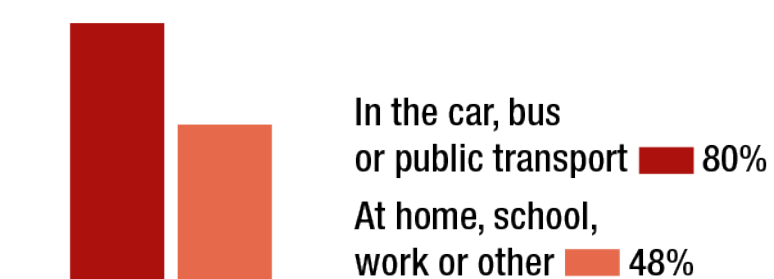 In the car, bus
or public transport 80%
At home, school,
work or other 48%